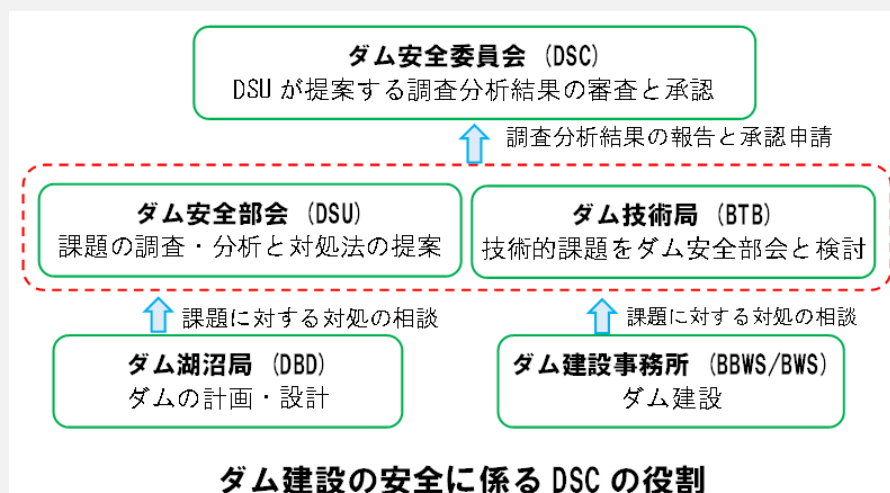 ダム安全委員会 (DSC)
DSUが提案する調査分析結果の審査と承認
調査分析結果の報告と承認申請
ダム安全部会 (DSU)
課題の調査・分析と対処法の提案
ダム技術局 (BTB)
技術的課題をダム安全部会と検討
課題に対する対処の相談
課題に対する対処の相談
ダム湖沼局 (DBD)
ダムの計画・設計
ダム建設事務所 (BBWS/BWS)
ダム建設
ダム建設の安全に係るDSCの役割